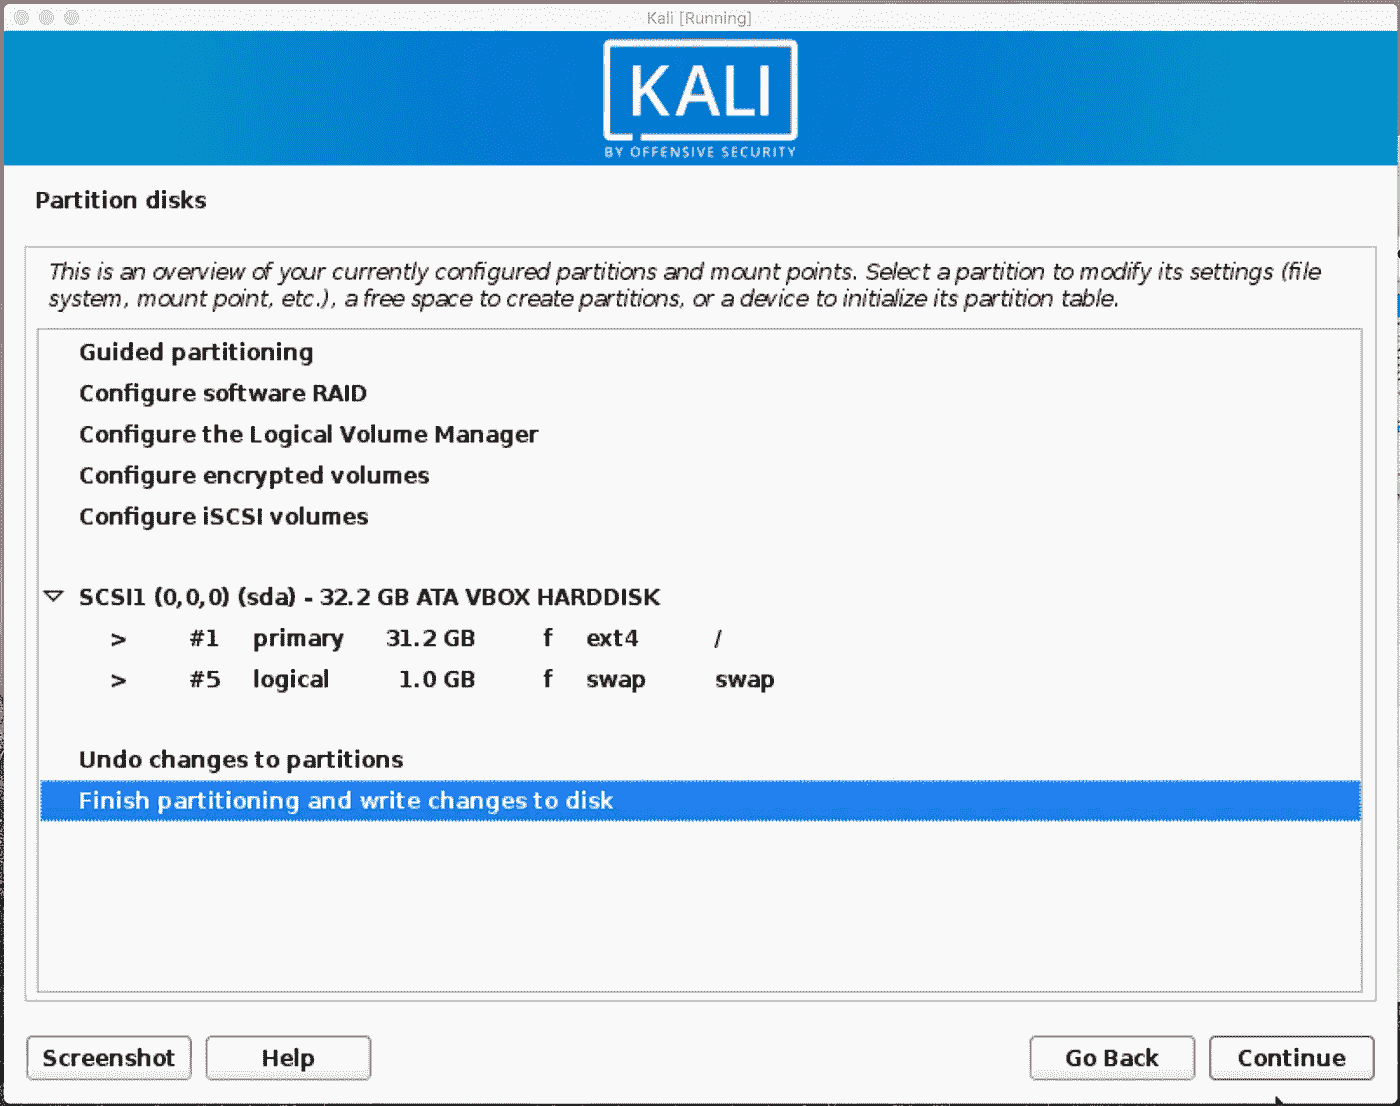 Kali [Running]
KALI
BY OFFENSIVE SECURITY
Partition disks
This is an overview of your currently configured partitions and mount points. Select a partition to modify its settings (file
system, mount point, etc.), a free space to create partitions, or a device to initialize its partition table.
Guided partitioning
Configure software RAID
Configure the Logical Volume Manager
Configure encrypted volumes
Configure iSCSI volumes
SCSI1 (0,0,0) (sda) - 32.2 GB ATA VBOX HARDDISK
> #1 primary 31.2 GB f ext4 /
> #5 logical 1.0 GB f swap swap
Undo changes to partitions
Finish partitioning and write changes to disk
Screenshot Help Go Back Continue